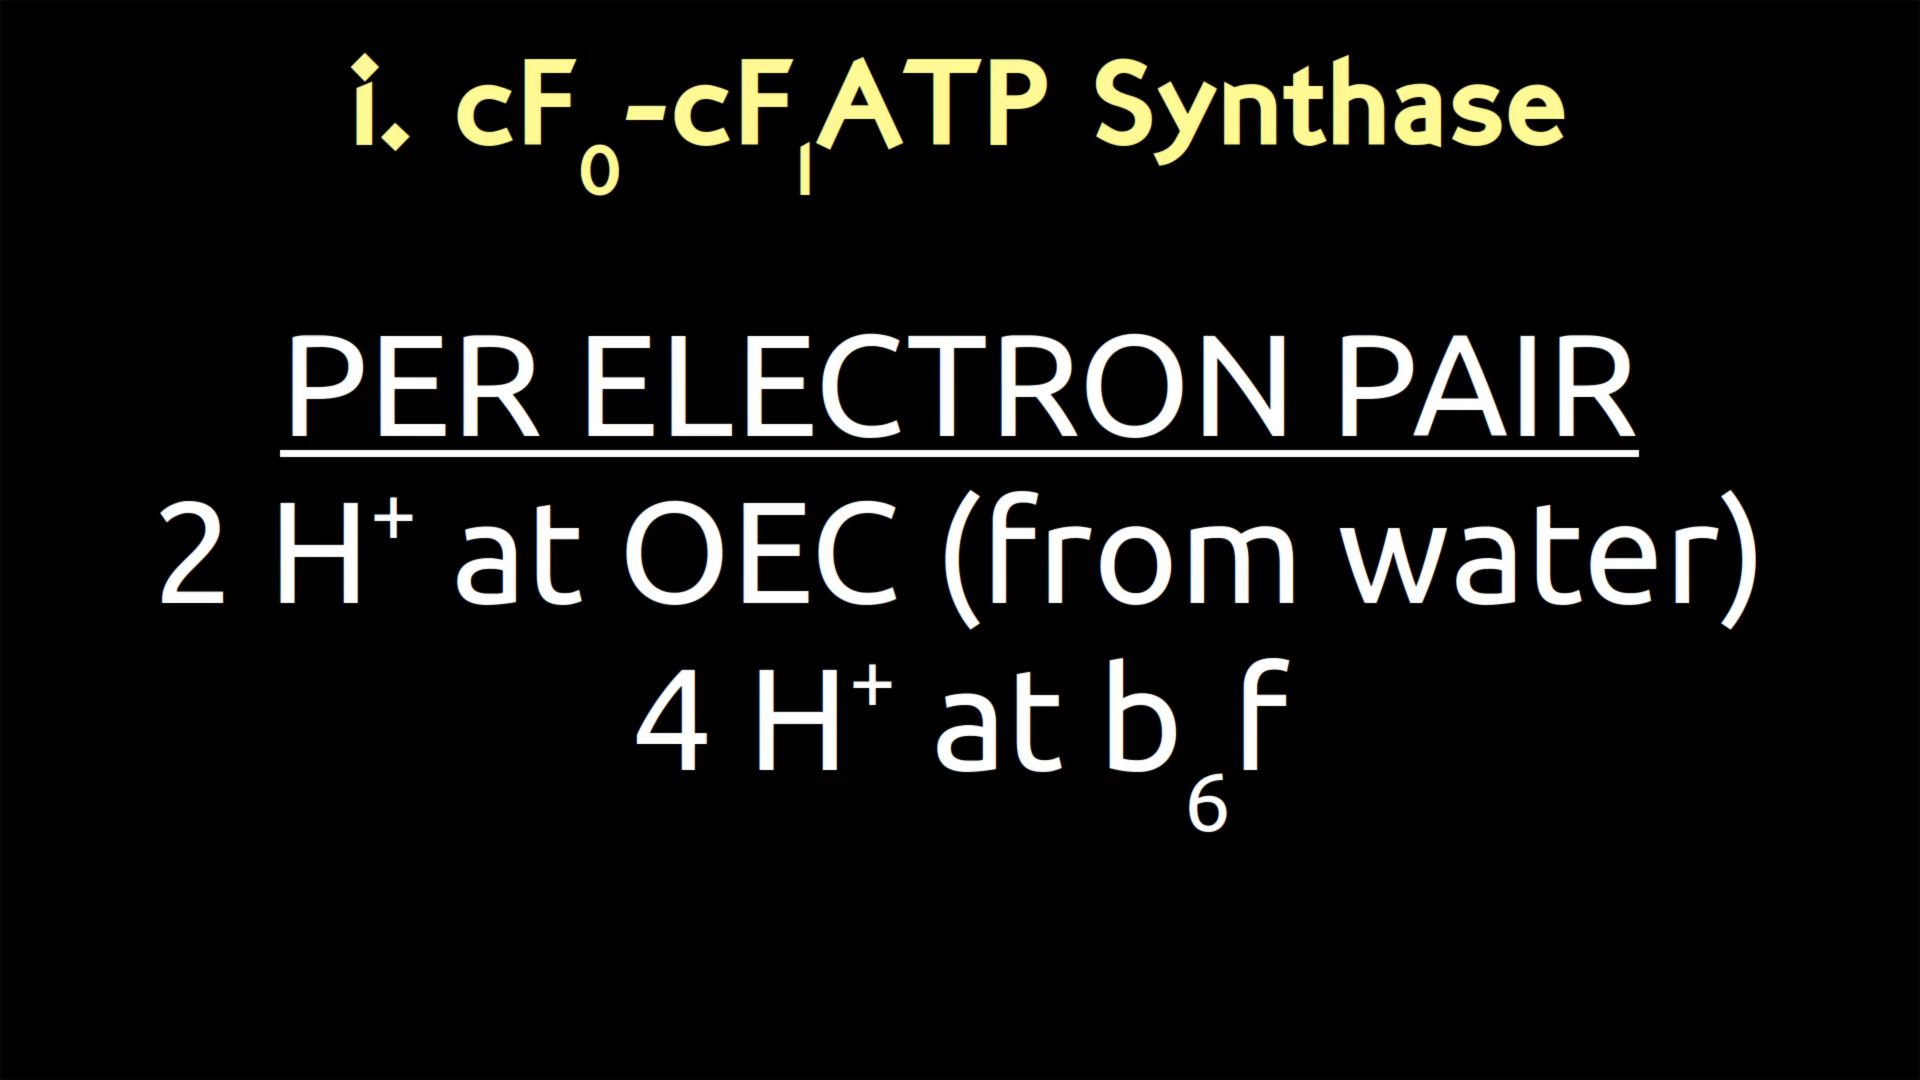 i. cF₀-cF₁ATP Synthase
PER ELECTRON PAIR
2 H⁺ at OEC (from water)
4 H⁺ at b₆f